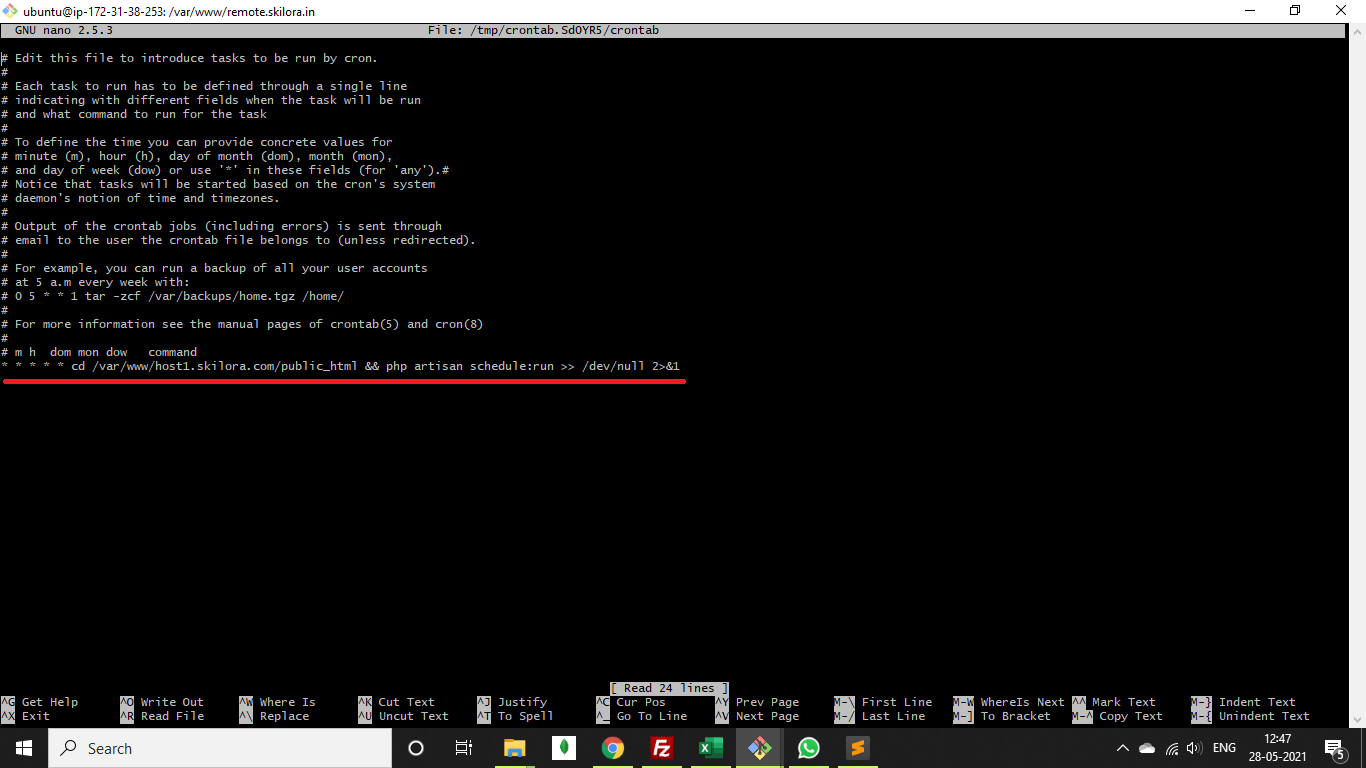 ubuntu@ip-172-31-38-253: /var/www/remote.skilora.in
GNU nano 2.5.3 File: /tmp/crontab.SdOYR5/crontab
# Edit this file to introduce tasks to be run by cron.
#
# Each task to run has to be defined through a single line
# indicating with different fields when the task will be run
# and what command to run for the task
#
# To define the time you can provide concrete values for
# minute (m), hour (h), day of month (dom), month (mon),
# and day of week (dow) or use '*' in these fields (for 'any').#
# Notice that tasks will be started based on the cron's system
# daemon's notion of time and timezones.
#
# Output of the crontab jobs (including errors) is sent through
# email to the user the crontab file belongs to (unless redirected).
#
# For example, you can run a backup of all your user accounts
# at 5 a.m every week with:
# 0 5 * * 1 tar -zcf /var/backups/home.tgz /home/
#
# For more information see the manual pages of crontab(5) and cron(8)
#
# m h  dom mon dow   command
* * * * * cd /var/www/host1.skilora.com/public_html && php artisan schedule:run >> /dev/null 2>&1
[ Read 24 lines ]
^G Get Help ^O Write Out ^W Where Is ^K Cut Text ^J Justify ^C Cur Pos ^Y Prev Page M-\ First Line M-W WhereIs Next ^^ Mark Text M-} Indent Text
^X Exit ^R Read File ^\ Replace ^U Uncut Text ^T To Spell ^_ Go To Line ^V Next Page M-/ Last Line M-] To Bracket M-^ Copy Text M-{ Unindent Text
Search
ENG
12:47
28-05-2021
5